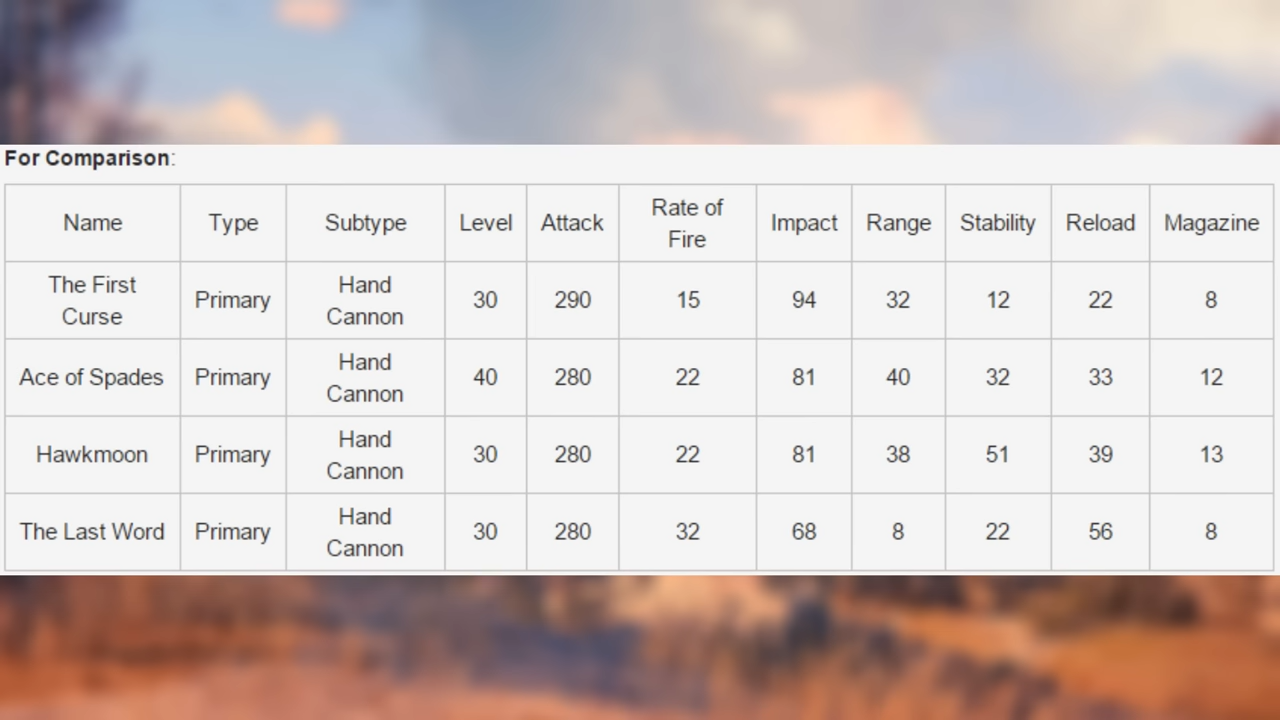 For Comparison:
Name Type Subtype Level Attack Rate of Fire Impact Range Stability Reload Magazine
The First Curse Primary Hand Cannon 30 290 15 94 32 12 22 8
Ace of Spades Primary Hand Cannon 40 280 22 81 40 32 33 12
Hawkmoon Primary Hand Cannon 30 280 22 81 38 51 39 13
The Last Word Primary Hand Cannon 30 280 32 68 8 22 56 8